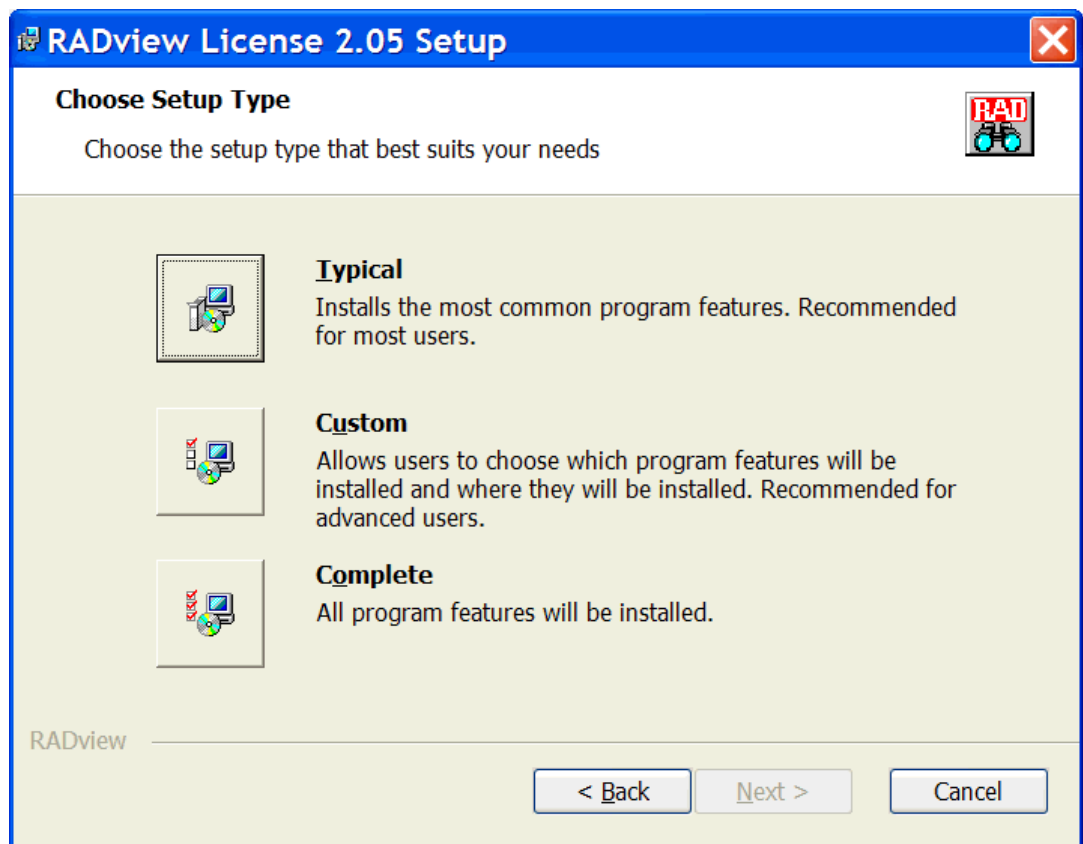 RADview License 2.05 Setup
Choose Setup Type
RAD
Choose the setup type that best suits your needs
Typical
Installs the most common program features. Recommended
for most users.
Custom
Allows users to choose which program features will be
installed and where they will be installed. Recommended for
advanced users.
Complete
All program features will be installed.
RADview
< Back
Next >
Cancel